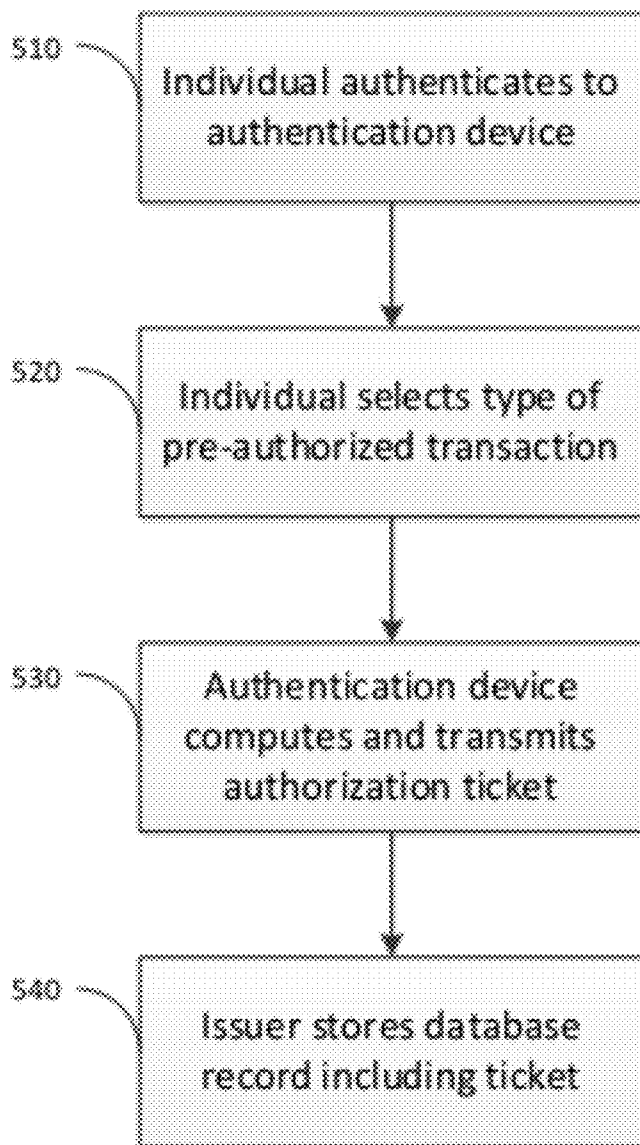 510
Individual authenticates to
authentication device
520
Individual selects type of
pre-authorized transaction
530
Authentication device
computes and transmits
authorization ticket
540
Issuer stores database
record including ticket